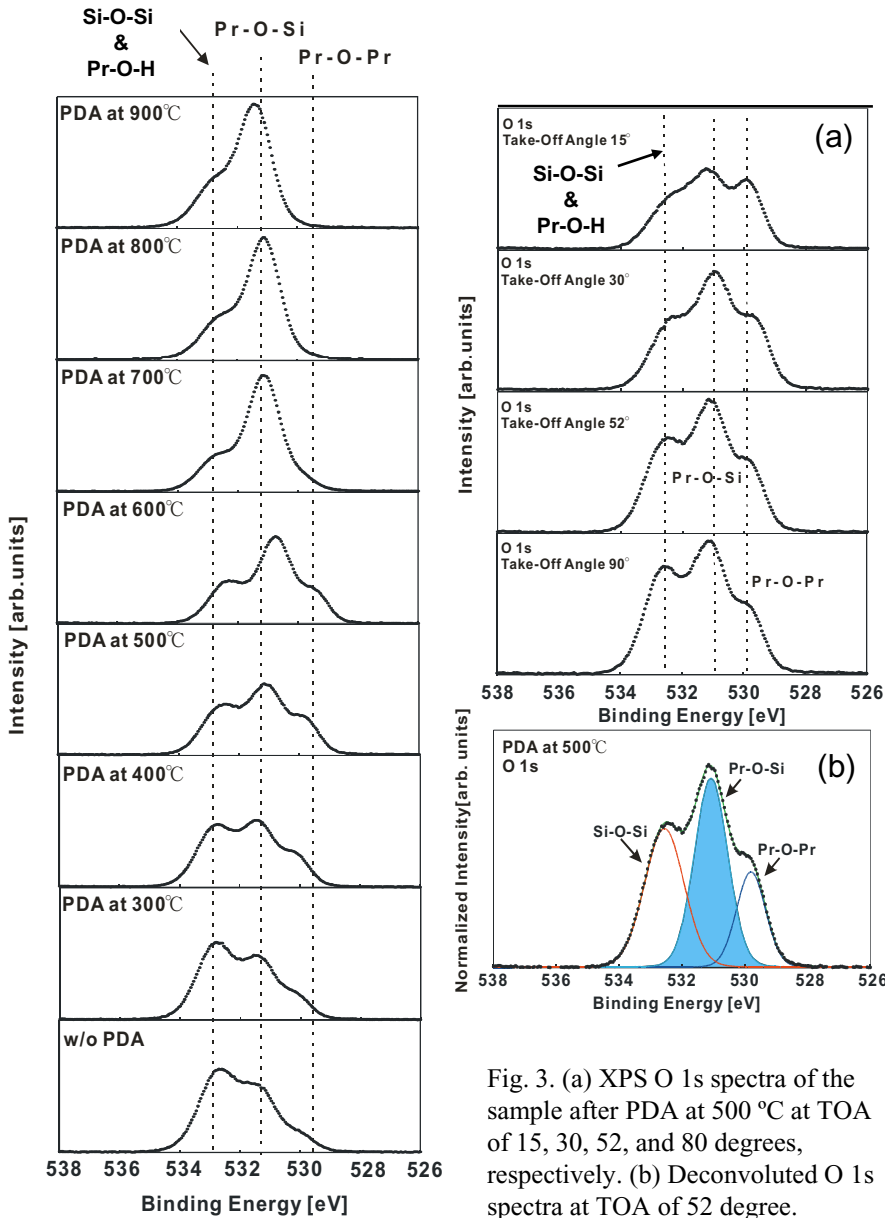 Si-O-Si
&
Pr-O-H
Pr-O-Si
Pr-O-Pr
PDA at 900℃
PDA at 800℃
PDA at 700℃
PDA at 600℃
PDA at 500℃
PDA at 400℃
PDA at 300℃
w/o PDA
Intensity [arb.units]
538 536 534 532 530 528 526
Binding Energy [eV]
(a)
O 1s
Take-Off Angle 15°
Si-O-Si
&
Pr-O-H
O 1s
Take-Off Angle 30°
O 1s
Take-Off Angle 52°
Pr-O-Si
O 1s
Take-Off Angle 90°
Pr-O-Pr
Intensity [arb.units]
538 536 534 532 530 528 526
Binding Energy [eV]
PDA at 500℃
O 1s
(b)
Pr-O-Si
Si-O-Si
Pr-O-Pr
Normalized Intensity[arb. units]
538 536 534 532 530 528 526
Binding Energy [eV]
Fig. 3. (a) XPS O 1s spectra of the
sample after PDA at 500 ºC at TOA
of 15, 30, 52, and 80 degrees,
respectively. (b) Deconvoluted O 1s
spectra at TOA of 52 degree.